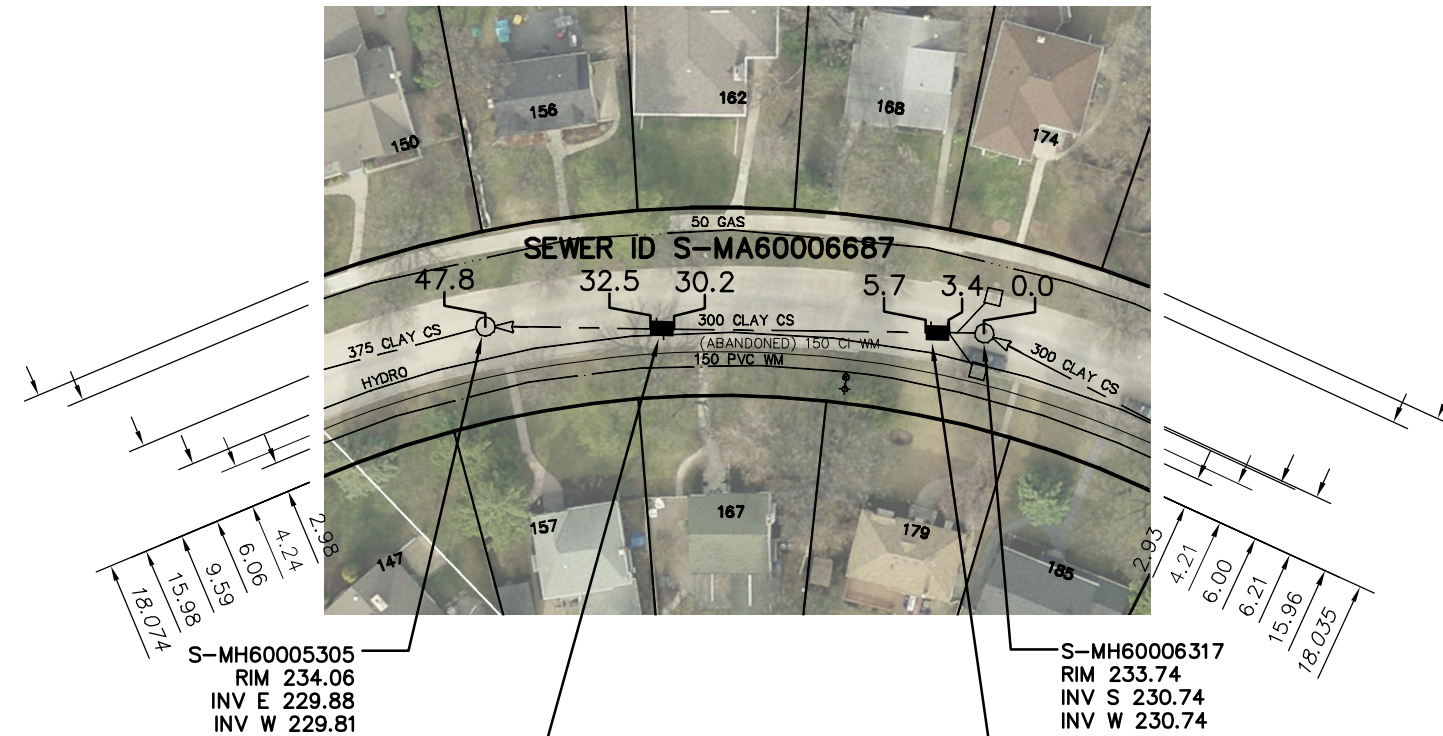 150
156
162
168
174
50 GAS
SEWER ID S-MA60006687
47.8
32.5
30.2
5.7
3.4
0.0
375 CLAY CS
300 CLAY CS
300 CLAY CS
(ABANDONED) 150 CI WM
150 PVC WM
HYDRO
147
157
167
179
185
18.074
15.98
9.59
6.06
4.24
2.98
2.93
4.21
6.00
6.21
15.96
18.035
S-MH60005305
RIM 234.06
INV E 229.88
INV W 229.81
S-MH60006317
RIM 233.74
INV S 230.74
INV W 230.74